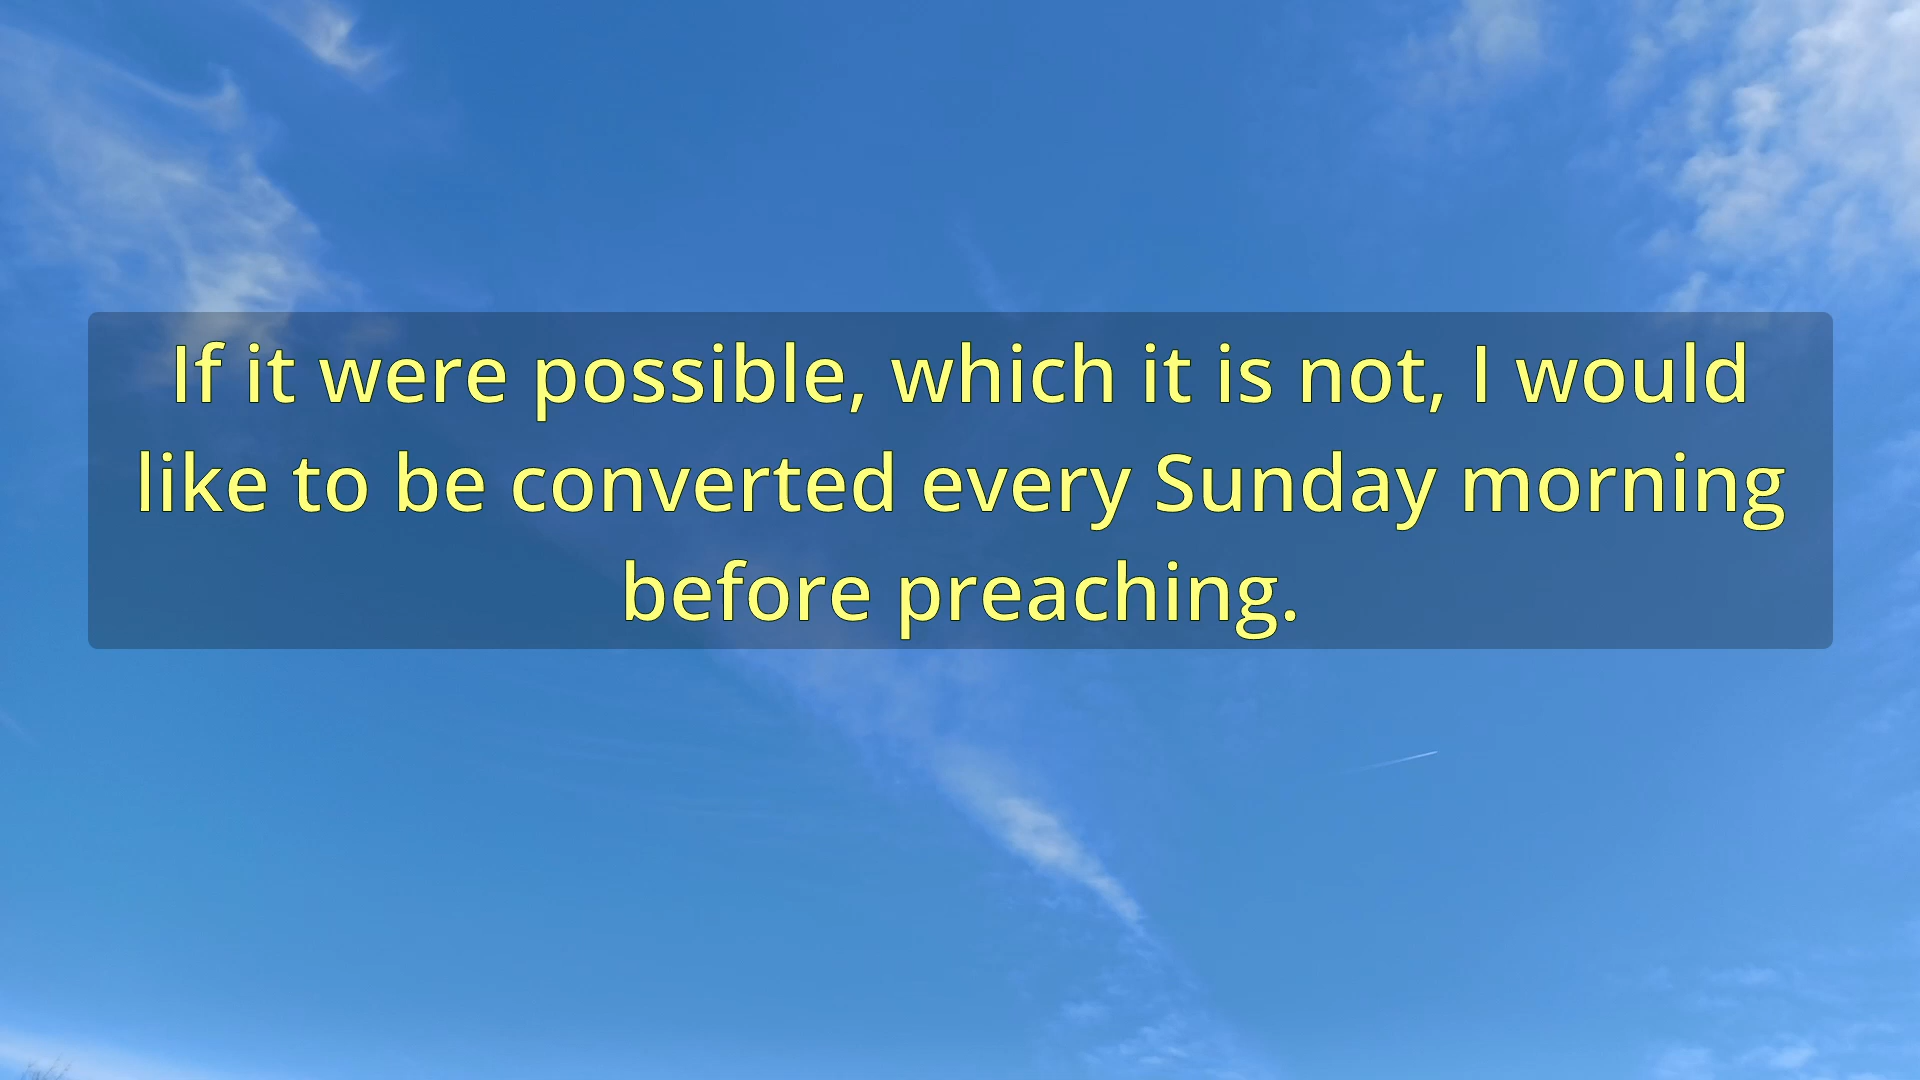 If it were possible, which it is not, I would
like to be converted every Sunday morning
before preaching.